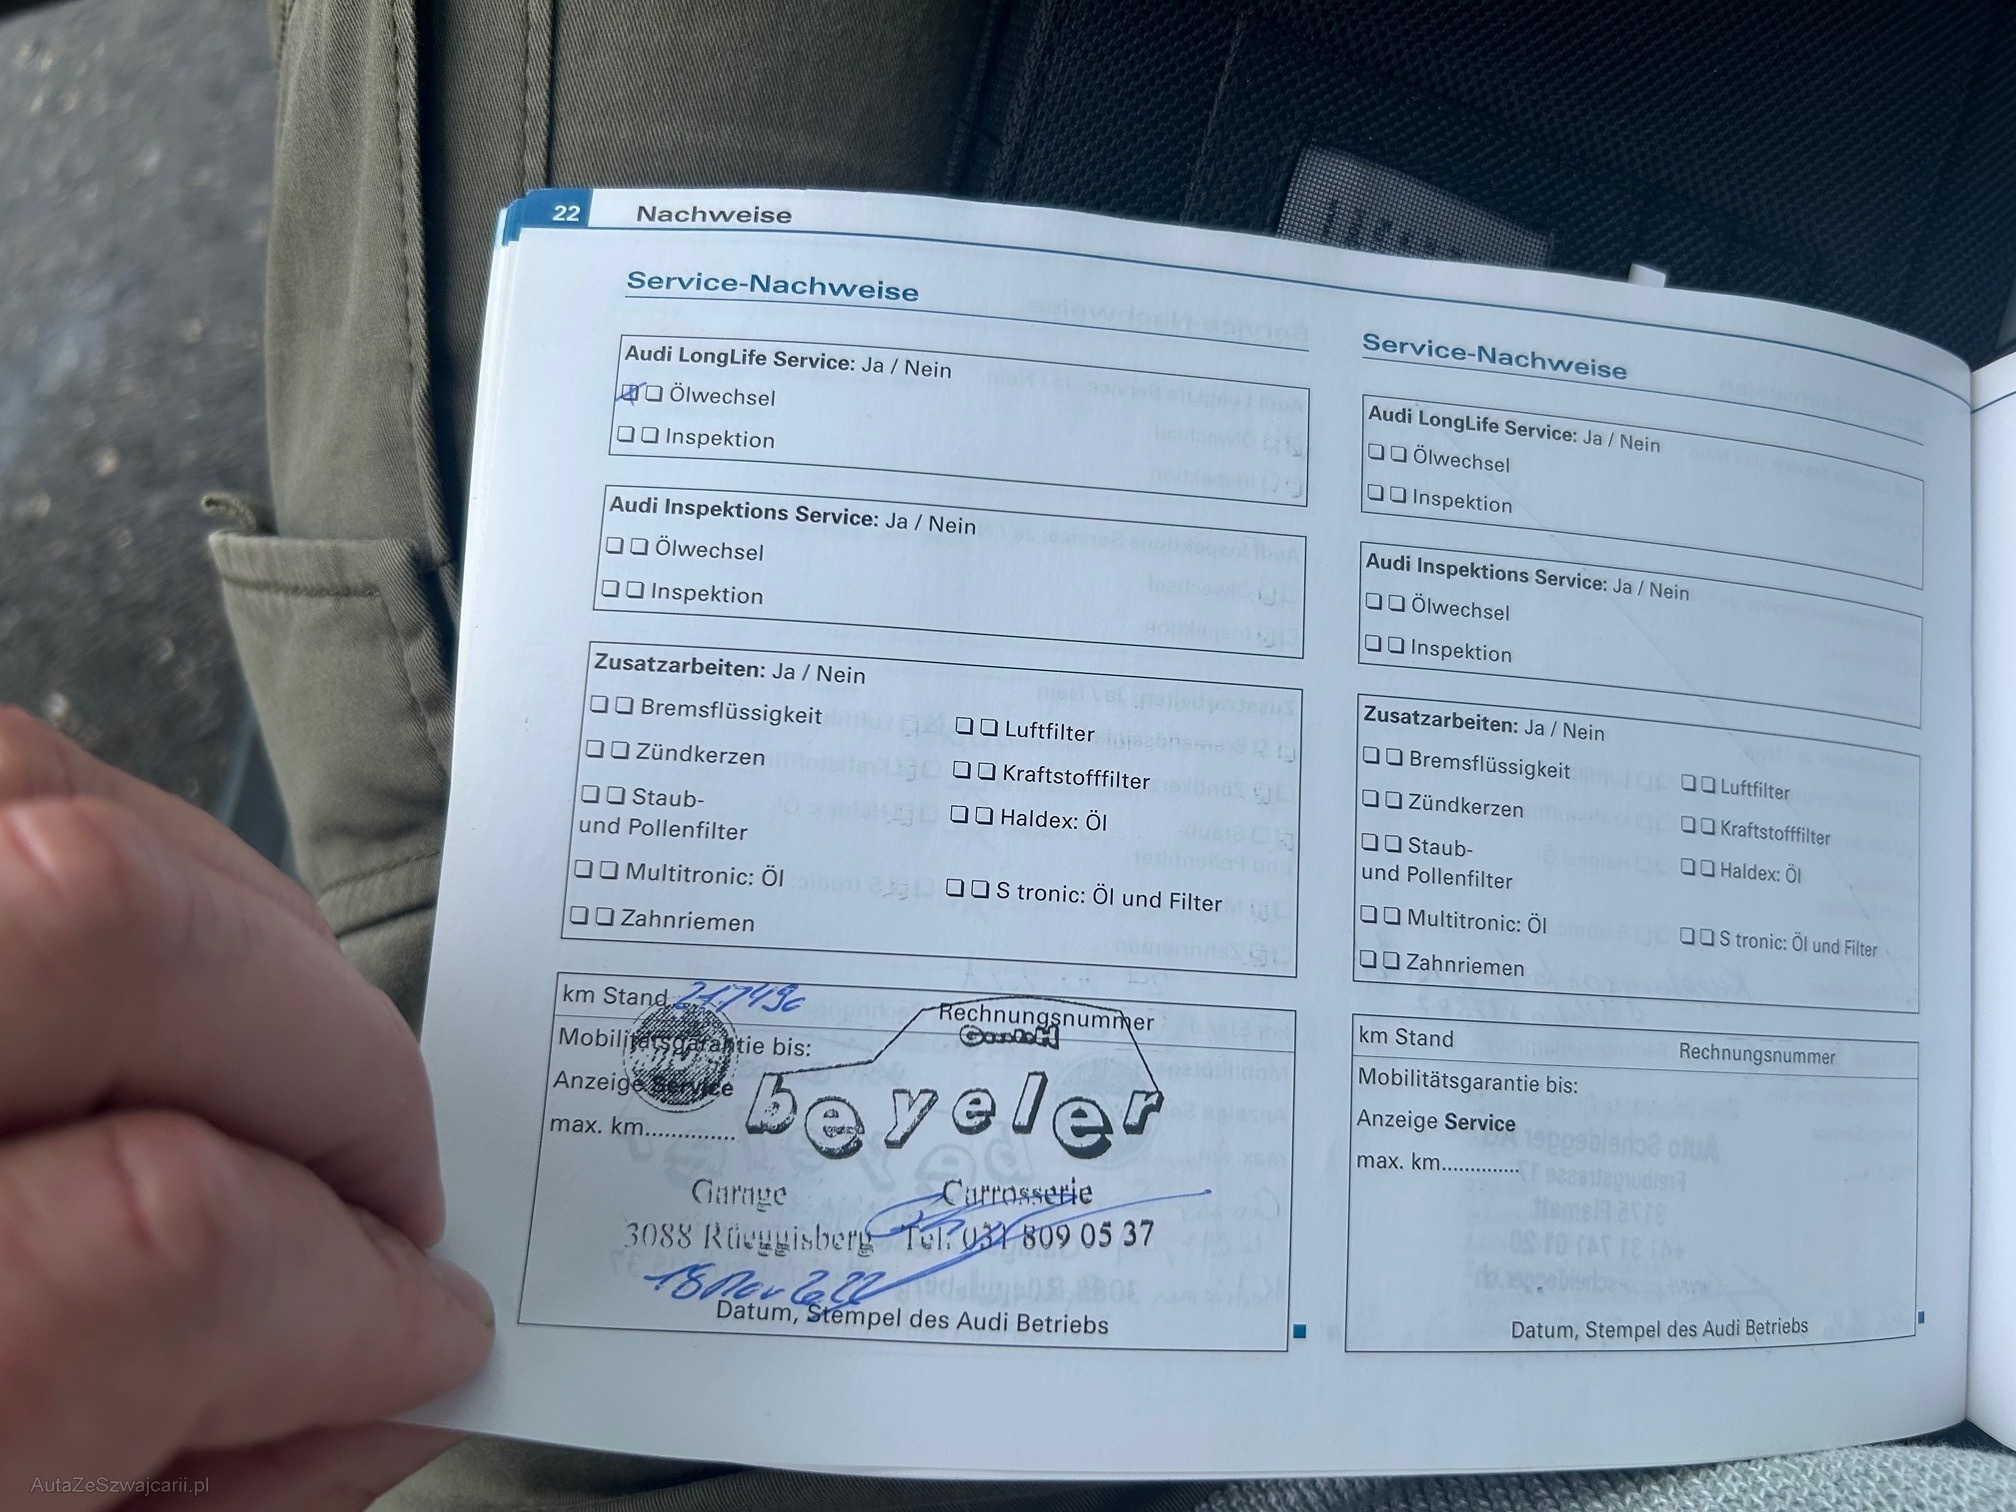 22 Nachweise
Service-Nachweise
Audi LongLife Service: Ja / Nein
Ölwechsel
Inspektion
Audi Inspektions Service: Ja / Nein
Ölwechsel
Inspektion
Zusatzarbeiten: Ja / Nein
Bremsflüssigkeit
Luftfilter
Zündkerzen
Kraftstofffilter
Staub-
und Pollenfilter
Haldex: Öl
Multitronic: Öl
S tronic: Öl und Filter
Zahnriemen
km Stand
Rechnungsnummer
Mobilitätsgarantie bis:
GmbH
Anzeige Service
beyeler
max. km..............
Garage Carrosserie
3088 Rüeggisberg Tel. 031 809 05 37
Datum, Stempel des Audi Betriebs
Service-Nachweise
Audi LongLife Service: Ja / Nein
Ölwechsel
Inspektion
Audi Inspektions Service: Ja / Nein
Ölwechsel
Inspektion
Zusatzarbeiten: Ja / Nein
Bremsflüssigkeit
Luftfilter
Zündkerzen
Kraftstofffilter
Staub-
und Pollenfilter
Haldex: Öl
Multitronic: Öl
S tronic: Öl und Filter
Zahnriemen
km Stand
Rechnungsnummer
Mobilitätsgarantie bis:
Anzeige Service
max. km..............
Datum, Stempel des Audi Betriebs
AutaZeSzwajcarii.pl